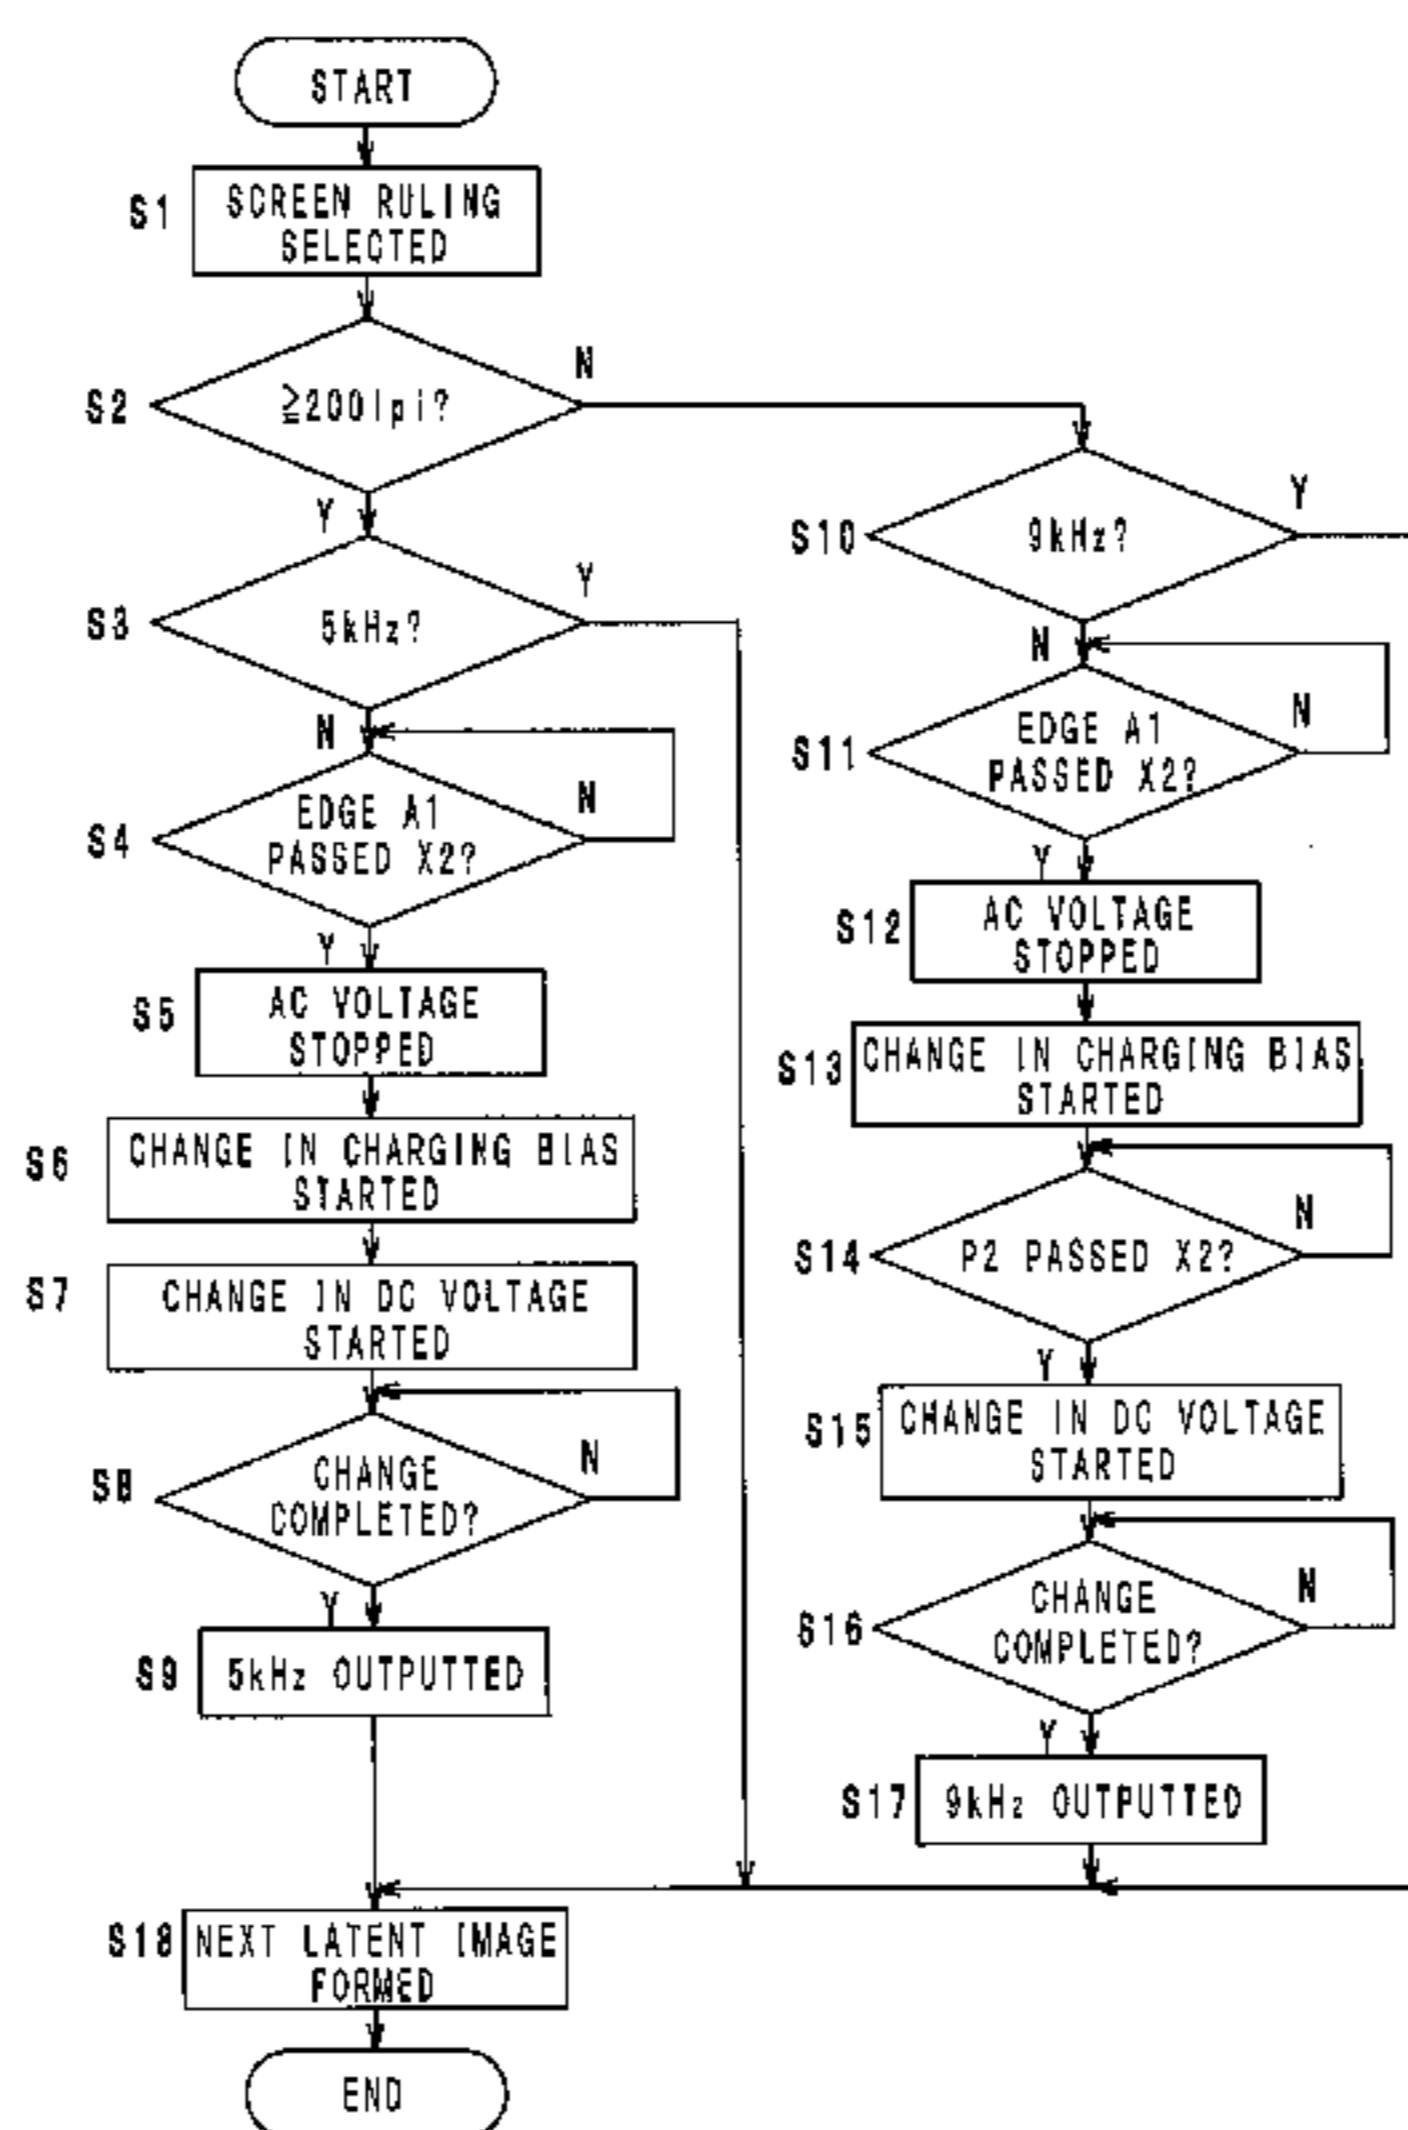 START
S1
SCREEN RULING
SELECTED
S2
≧200lpi?
N
Y
S3
5kHz?
Y
N
S4
EDGE A1
PASSED X2?
N
Y
S5
AC VOLTAGE
STOPPED
S6
CHANGE IN CHARGING BIAS
STARTED
S7
CHANGE IN DC VOLTAGE
STARTED
S8
CHANGE
COMPLETED?
N
Y
S9
5kHz OUTPUTTED
S10
9kHz?
Y
N
S11
EDGE A1
PASSED X2?
N
Y
S12
AC VOLTAGE
STOPPED
S13
CHANGE IN CHARGING BIAS
STARTED
S14
P2 PASSED X2?
N
Y
S15
CHANGE IN DC VOLTAGE
STARTED
S16
CHANGE
COMPLETED?
N
Y
S17
9kHz OUTPUTTED
S18
NEXT LATENT IMAGE
FORMED
END